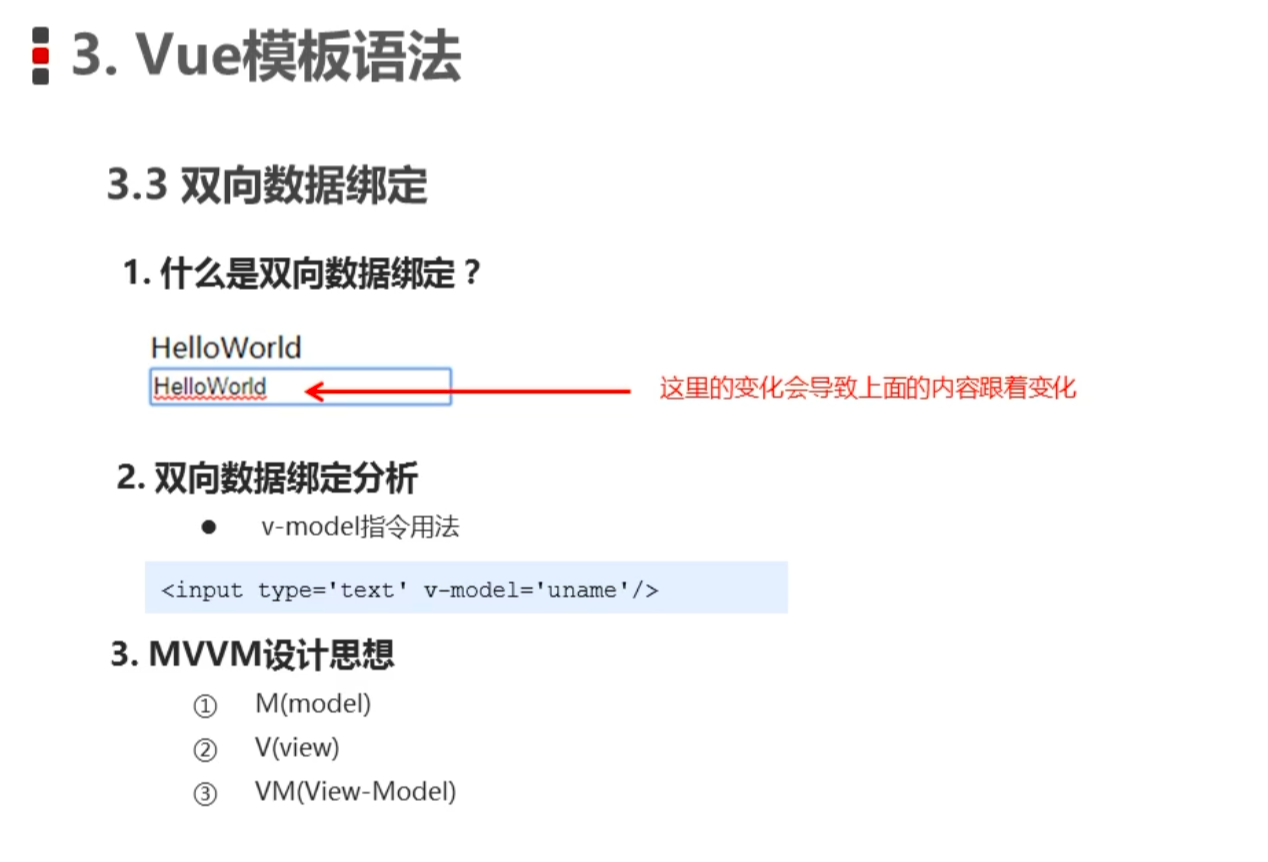 3. Vue模板语法
3.3 双向数据绑定
1. 什么是双向数据绑定？
HelloWorld
HelloWorld
这里的变化会导致上面的内容跟着变化
2. 双向数据绑定分析
● v-model指令用法
<input type='text' v-model='uname'/>
3. MVVM设计思想
① M(model)
② V(view)
③ VM(View-Model)